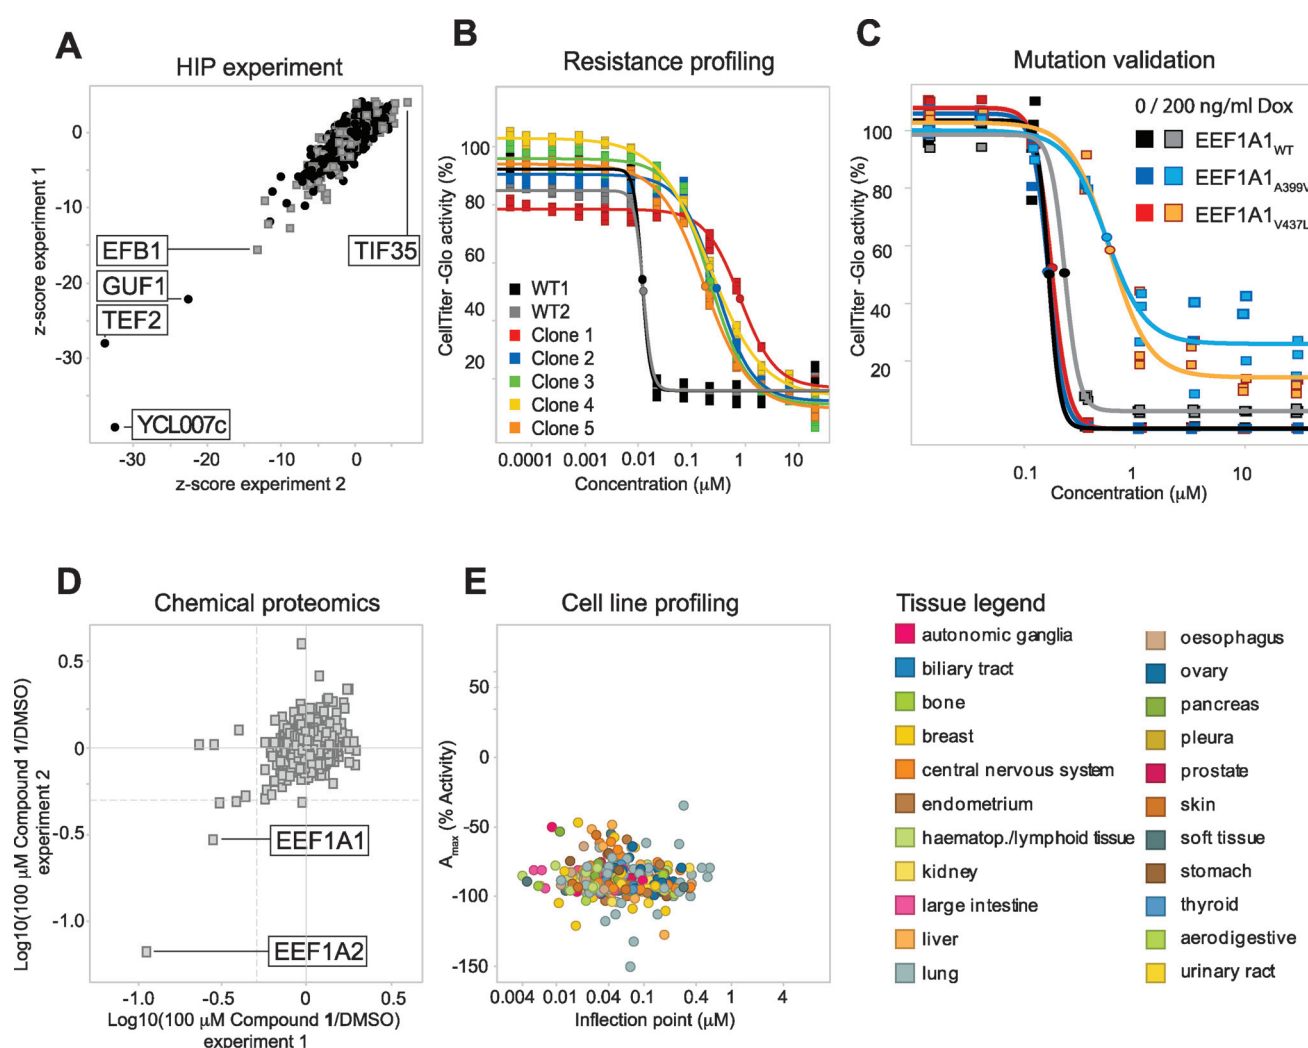 A
HIP experiment
z-score experiment 1
0
-10
-20
-30
EFB1
GUF1
TEF2
YCL007c
TIF35
-30
-20
-10
0
z-score experiment 2
B
Resistance profiling
CellTiter -Glo activity (%)
100
80
60
40
20
WT1
WT2
Clone 1
Clone 2
Clone 3
Clone 4
Clone 5
0.0001
0.001
0.01
0.1
1
10
Concentration (μM)
C
Mutation validation
CellTiter -Glo activity (%)
100
80
60
40
20
0 / 200 ng/ml Dox
EEF1A1WT
EEF1A1A399V
EEF1A1V437L
0.1
1
10
Concentration (μM)
D
Chemical proteomics
Log10(100 μM Compound 1/DMSO)
experiment 2
0.5
0
-0.5
-1.0
EEF1A1
EEF1A2
-1.0
-0.5
0
0.5
Log10(100 μM Compound 1/DMSO)
experiment 1
E
Cell line profiling
Amax (% Activity)
50
0
-50
-100
-150
0.004
0.01
0.04
0.1
0.4
1
4
Inflection point (μM)
Tissue legend
autonomic ganglia
biliary tract
bone
breast
central nervous system
endometrium
haematop./lymphoid tissue
kidney
large intestine
liver
lung
oesophagus
ovary
pancreas
pleura
prostate
skin
soft tissue
stomach
thyroid
aerodigestive
urinary ract